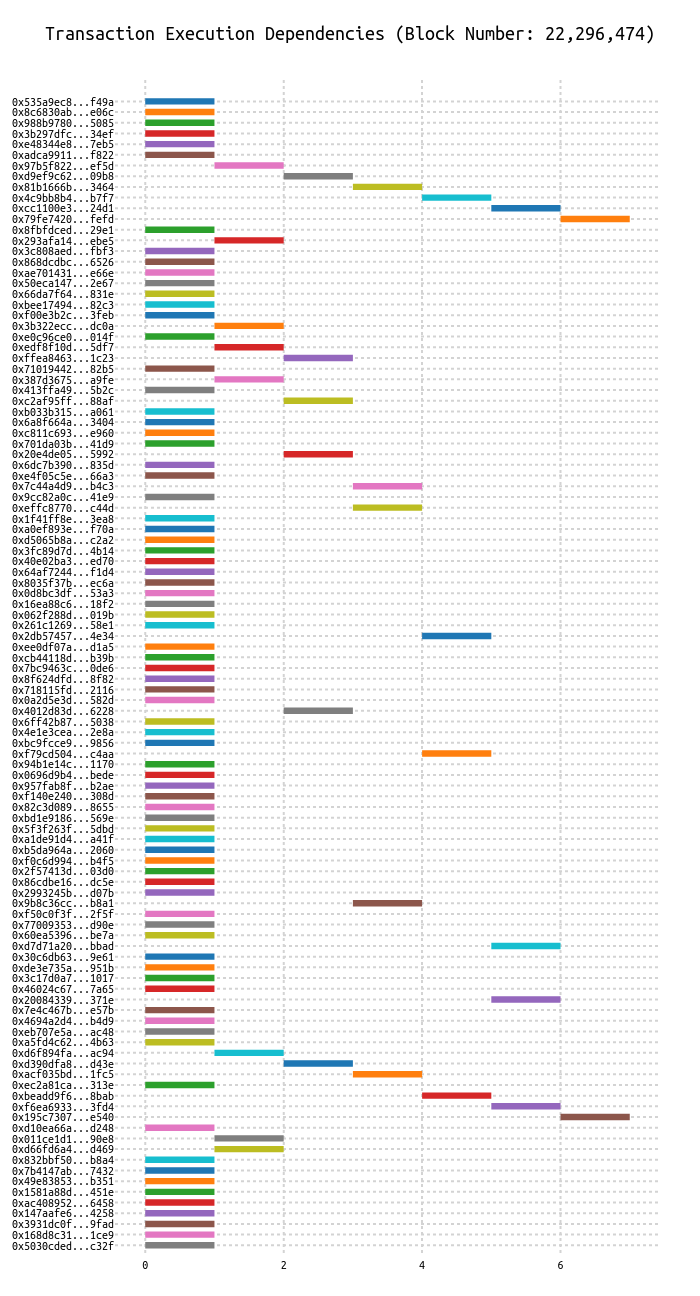 Transaction Execution Dependencies (Block Number: 22,296,474)
0x535a9ec8...f49a
0x8c6830ab...e06c
0x988b9780...5085
0x3b297dfc...34ef
0xe48344e8...7eb5
0xadca9911...f822
0x97b5f822...ef5d
0xd9ef9c62...09b8
0x81b1666b...3464
0x4c9bb8b4...b7f7
0xcc1100e3...24d1
0x79fe7420...fefd
0x8fbfdced...29e1
0x293afa14...ebe5
0x3c808aed...fbf3
0x868dcdbc...6526
0xae701431...e66e
0x50eca147...2e67
0x66da7f64...831e
0xbee17494...82c3
0xf00e3b2c...3feb
0x3b322ecc...dc0a
0xe0c96ce0...014f
0xedf8f10d...5df7
0xffea8463...1c23
0x71019442...82b5
0x387d3675...a9fe
0x413ffa49...5b2c
0xc2af95ff...88af
0xb033b315...a061
0x6a8f664a...3404
0xc811c693...e960
0x701da03b...41d9
0x20e4de05...5992
0x6dc7b390...835d
0xe4f05c5e...66a3
0x7c44a4d9...b4c3
0x9cc82a0c...41e9
0xeffc8770...c44d
0x1f41ff8e...3ea8
0xa0ef893e...f70a
0xd5065b8a...c2a2
0x3fc89d7d...4b14
0x40e02ba3...ed70
0x64af7244...f1d4
0x8035f37b...ec6a
0x0d8bc3df...53a3
0x16ea88c6...18f2
0x062f288d...019b
0x261c1269...58e1
0x2db57457...4e34
0xee0df07a...d1a5
0xcb44118d...b39b
0x7bc9463c...0de6
0x8f624dfd...8f82
0x718115fd...2116
0x0a2d5e3d...582d
0x4012d83d...6228
0x6ff42b87...5038
0x4e1e3cea...2e8a
0xbc9fcce9...9856
0xf79cd504...c4aa
0x94b1e14c...1170
0x0696d9b4...bede
0x957fab8f...b2ae
0xf140e240...308d
0x82c3d089...8655
0xbd1e9186...569e
0x5f3f263f...5dbd
0xa1de91d4...a41f
0xb5da964a...2060
0xf0c6d994...b4f5
0x2f57413d...03d0
0x86cdbe16...dc5e
0x2993245b...d07b
0x9b8c36cc...b8a1
0xf50c0f3f...2f5f
0x77009353...d90e
0x60ea5396...be7a
0xd7d71a20...bbad
0x30c6db63...9e61
0xde3e735a...951b
0x3c17d0a7...1017
0x46024c67...7a65
0x20084339...371e
0x7e4c467b...e57b
0x4694a2d4...b4d9
0xeb707e5a...ac48
0xa5fd4c62...4b63
0xd6f894fa...ac94
0xd390dfa8...d43e
0xacf035bd...1fc5
0xec2a81ca...313e
0xbeadd9f6...8bab
0xf6ea6933...3fd4
0x195c7307...e540
0xd10ea66a...d248
0x011ce1d1...90e8
0xd66fd6a4...d469
0x832bbf50...b8a4
0x7b4147ab...7432
0x49e83853...b351
0x1581a88d...451e
0xac408952...6458
0x147aafe6...4258
0x3931dc0f...9fad
0x168d8c31...1ce9
0x5030cded...c32f
0 2 4 6